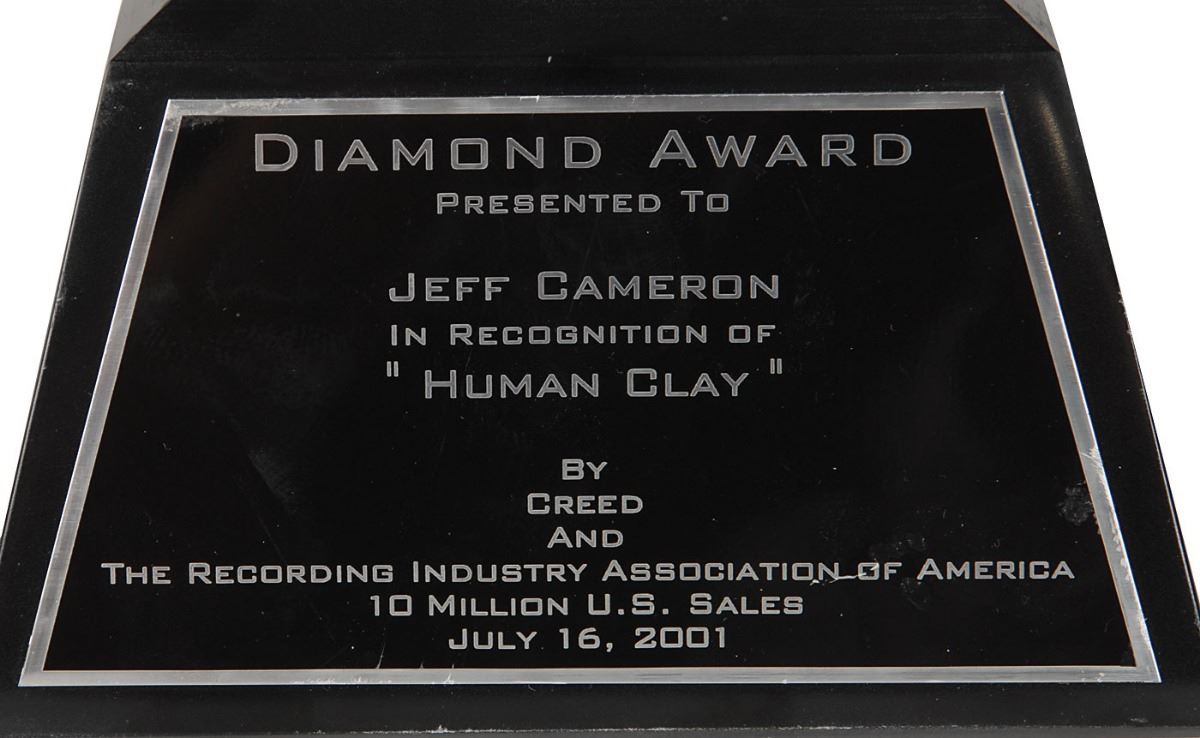 DIAMOND AWARD
PRESENTED TO
JEFF CAMERON
IN RECOGNITION OF
" HUMAN CLAY "
BY
CREED
AND
THE RECORDING INDUSTRY ASSOCIATION OF AMERICA
10 MILLION U.S. SALES
JULY 16, 2001